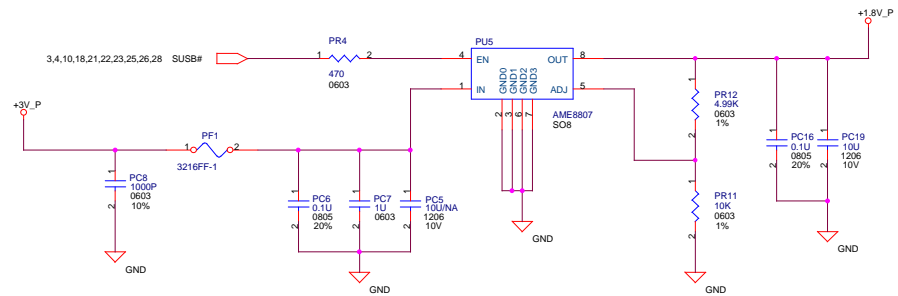 +1.8V_P
3,4,10,18,21,22,23,25,26,28 SUSB#
1 PR4 2
470
0603
PU5
4 EN OUT 8
1 IN ADJ 5
GND0 GND1 GND2 GND3
2 3 6 7
AME8807
SO8
+3V_P
1 PF1 2
3216FF-1
1
PC8
1000P
0603
10%
2
GND
1
PC6
0.1U
0805
20%
2
1
PC7
1U
0603
2
1
PC5
10U/NA
1206
10V
2
GND
GND
1
PR12
4.99K
0603
1%
2
1
PR11
10K
0603
1%
2
GND
1
PC16
0.1U
0805
20%
2
1
PC19
10U
1206
10V
2
GND